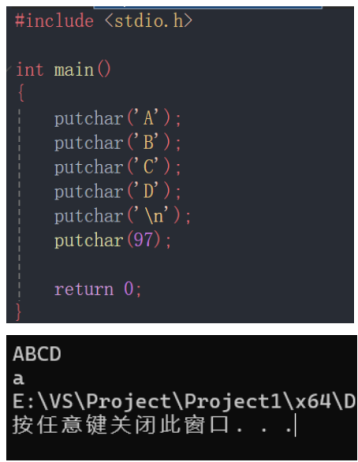 #include <stdio.h>
int main()
{
putchar('A');
putchar('B');
putchar('C');
putchar('D');
putchar('\n');
putchar(97);
return 0;
}
ABCD
a
E:\VS\Project\Project1\x64\D
按任意键关闭此窗口. . .